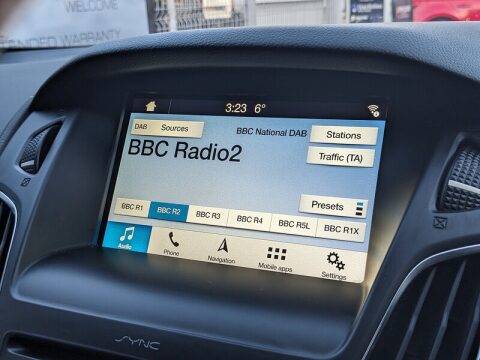 WELCOME
EXTENDED WARRANTY
3:23 6°
DAB Sources
BBC National DAB
Stations
BBC Radio2
Traffic (TA)
Presets
BBC R1 BBC R2 BBC R3 BBC R4 BBC R5L BBC R1X
Audio Phone Navigation Mobile apps Settings
SYNC